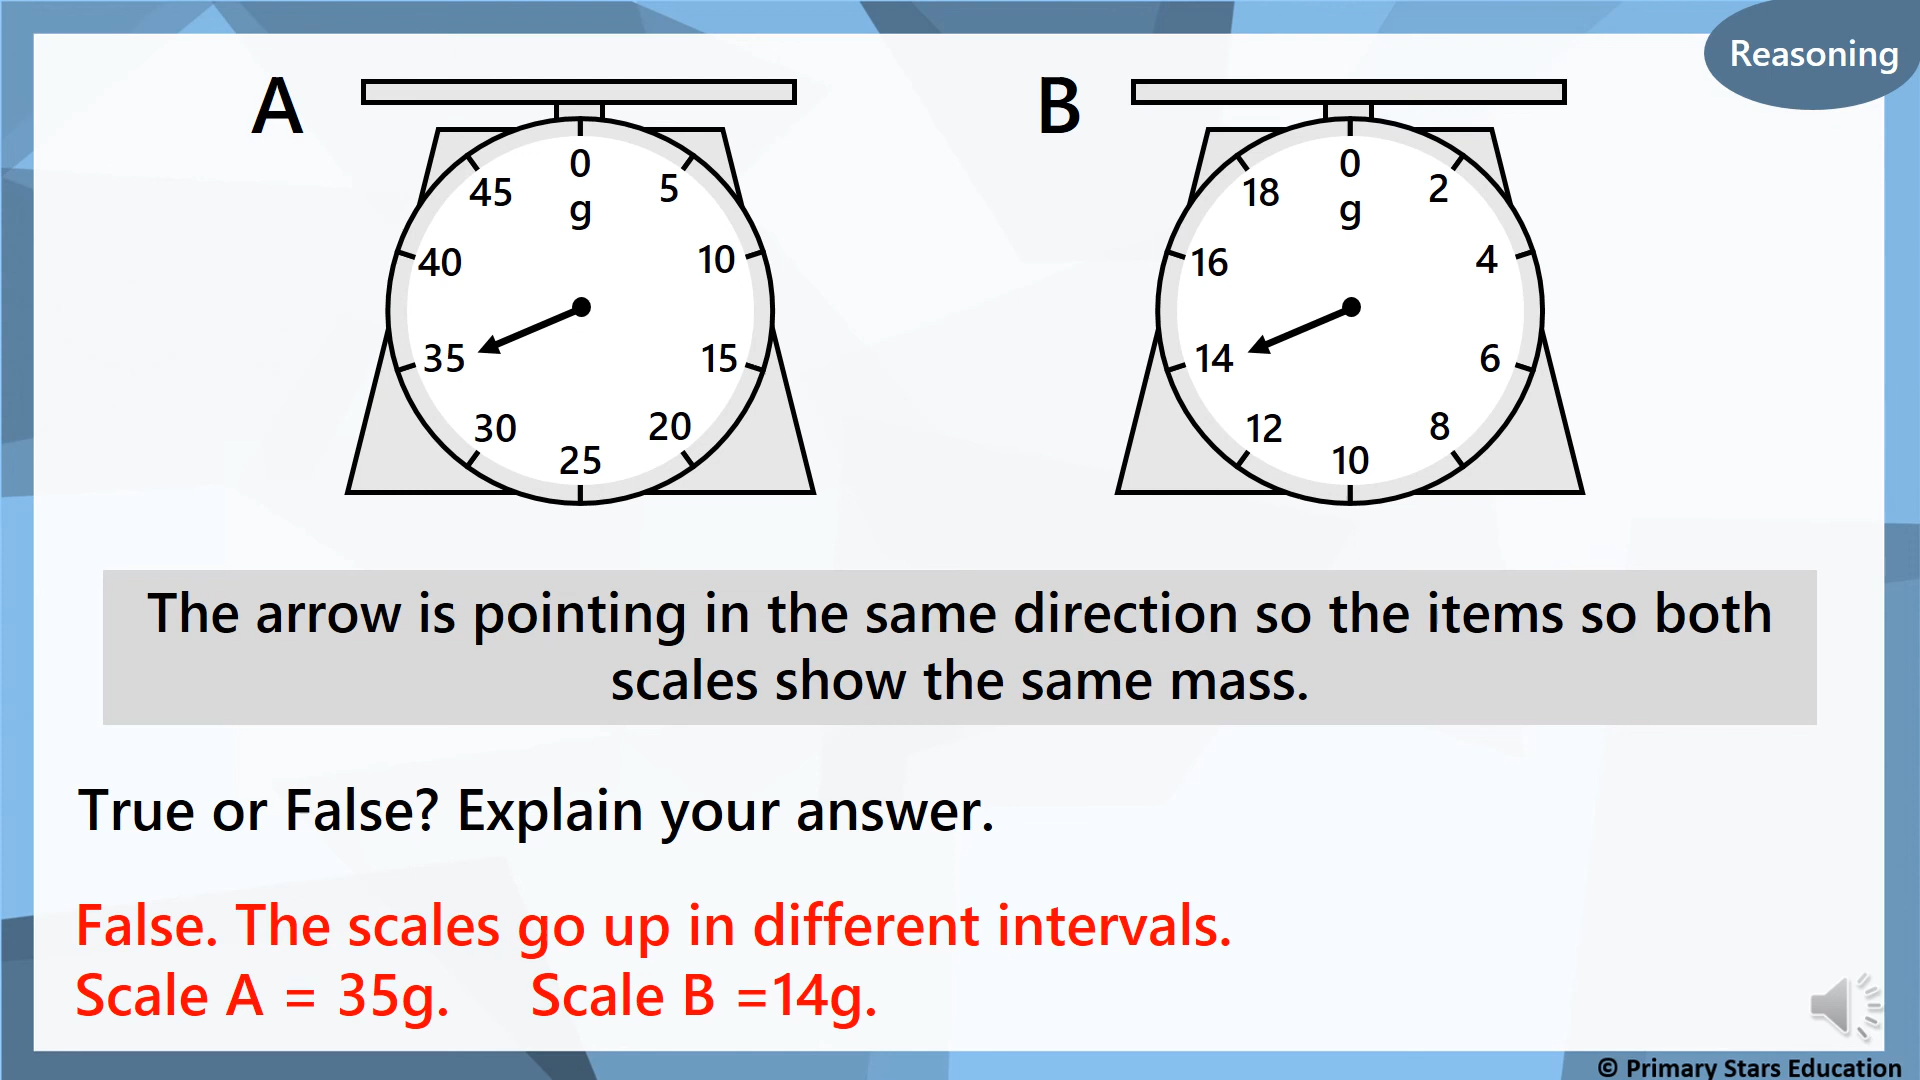 Reasoning
A
0
g
5
10
15
20
25
30
35
40
45
B
0
g
2
4
6
8
10
12
14
16
18
The arrow is pointing in the same direction so the items so both
scales show the same mass.
True or False? Explain your answer.
False. The scales go up in different intervals.
Scale A = 35g. Scale B =14g.
© Primary Stars Education